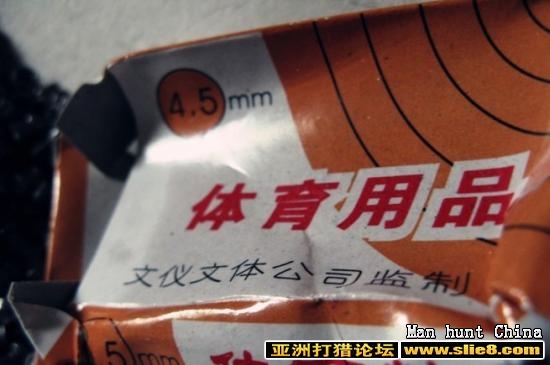 4.5mm
体育用品
文仪文体公司监制
5mm
Man hunt China
亚洲打猎论坛
www.slie8.com